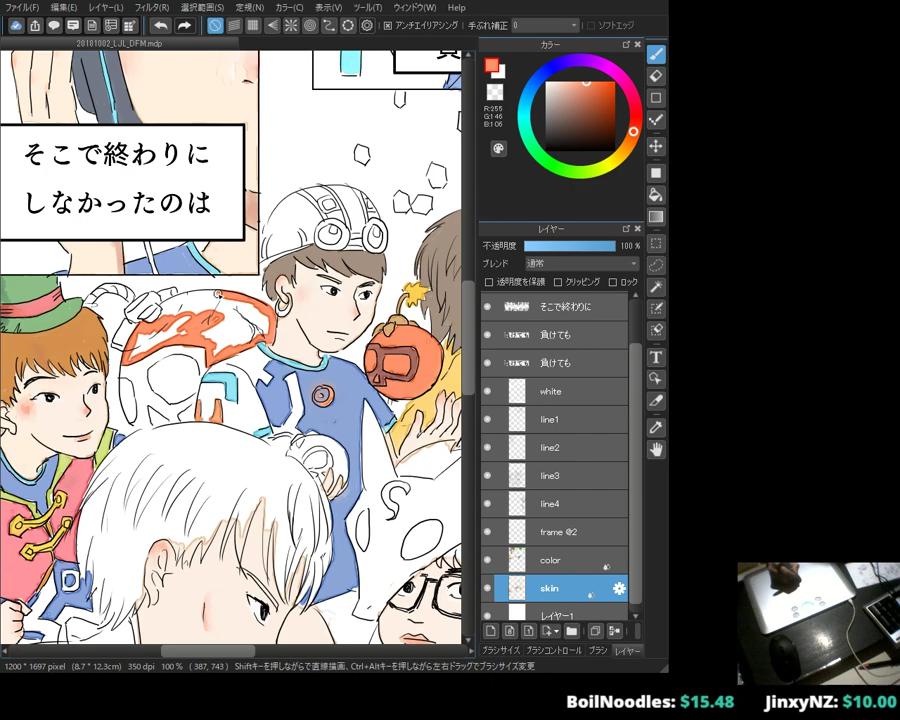 ファイル(F) 編集(E) レイヤー(L) フィルタ(R) 選択範囲(S) 定規(N) カラー(C) 表示(V) ツール(T) ウィンドウ(W) Help
アンチエイリアシング 手ぶれ補正 0 ソフトエッジ
20181002_LJL_DFM.mdp
カラー
R:255
G:146
B:106
そこで終わりに
しなかったのは
レイヤー
不透明度 100 %
ブレンド 通常
透明度を保護 クリッピング ロック
そこで終わりに
負けても
負けても
white
line1
line2
line3
line4
frame @2
color
skin
レイヤー1
ブラシサイズ ブラシコントロール ブラシ レイヤー
1200 * 1697 pixel (8.7 * 12.3cm) 350 dpi 100 % ( 387, 743 ) Shiftキーを押しながらで直線描画、Ctrl+Altキーを押しながら左右ドラッグでブラシサイズ変更
BoilNoodles: $15.48 JinxyNZ: $10.00